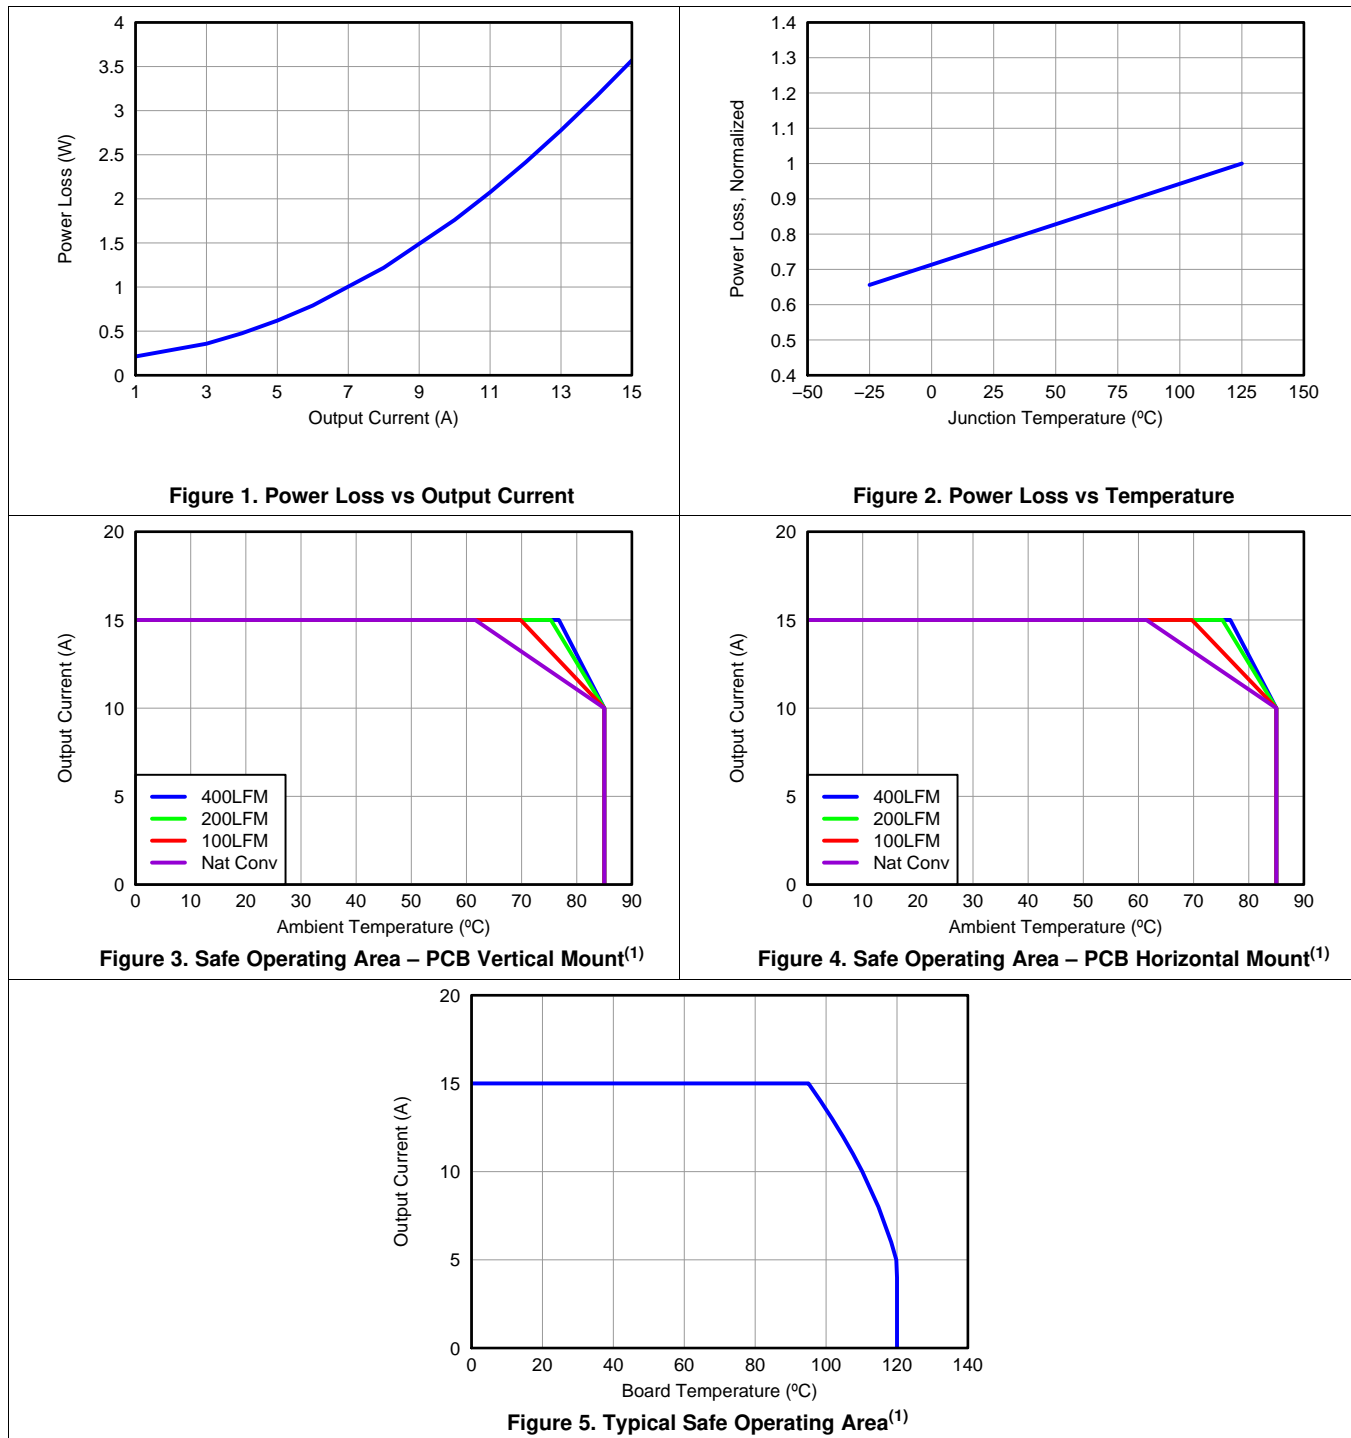 4
3.5
3
2.5
2
1.5
1
0.5
0
Power Loss (W)
1 3 5 7 9 11 13 15
Output Current (A)
Figure 1. Power Loss vs Output Current
1.4
1.3
1.2
1.1
1
0.9
0.8
0.7
0.6
0.5
0.4
Power Loss, Normalized
–50 –25 0 25 50 75 100 125 150
Junction Temperature (ºC)
Figure 2. Power Loss vs Temperature
20
15
10
5
0
Output Current (A)
400LFM
200LFM
100LFM
Nat Conv
0 10 20 30 40 50 60 70 80 90
Ambient Temperature (ºC)
Figure 3. Safe Operating Area – PCB Vertical Mount(1)
20
15
10
5
0
Output Current (A)
400LFM
200LFM
100LFM
Nat Conv
0 10 20 30 40 50 60 70 80 90
Ambient Temperature (ºC)
Figure 4. Safe Operating Area – PCB Horizontal Mount(1)
20
15
10
5
0
Output Current (A)
0 20 40 60 80 100 120 140
Board Temperature (ºC)
Figure 5. Typical Safe Operating Area(1)